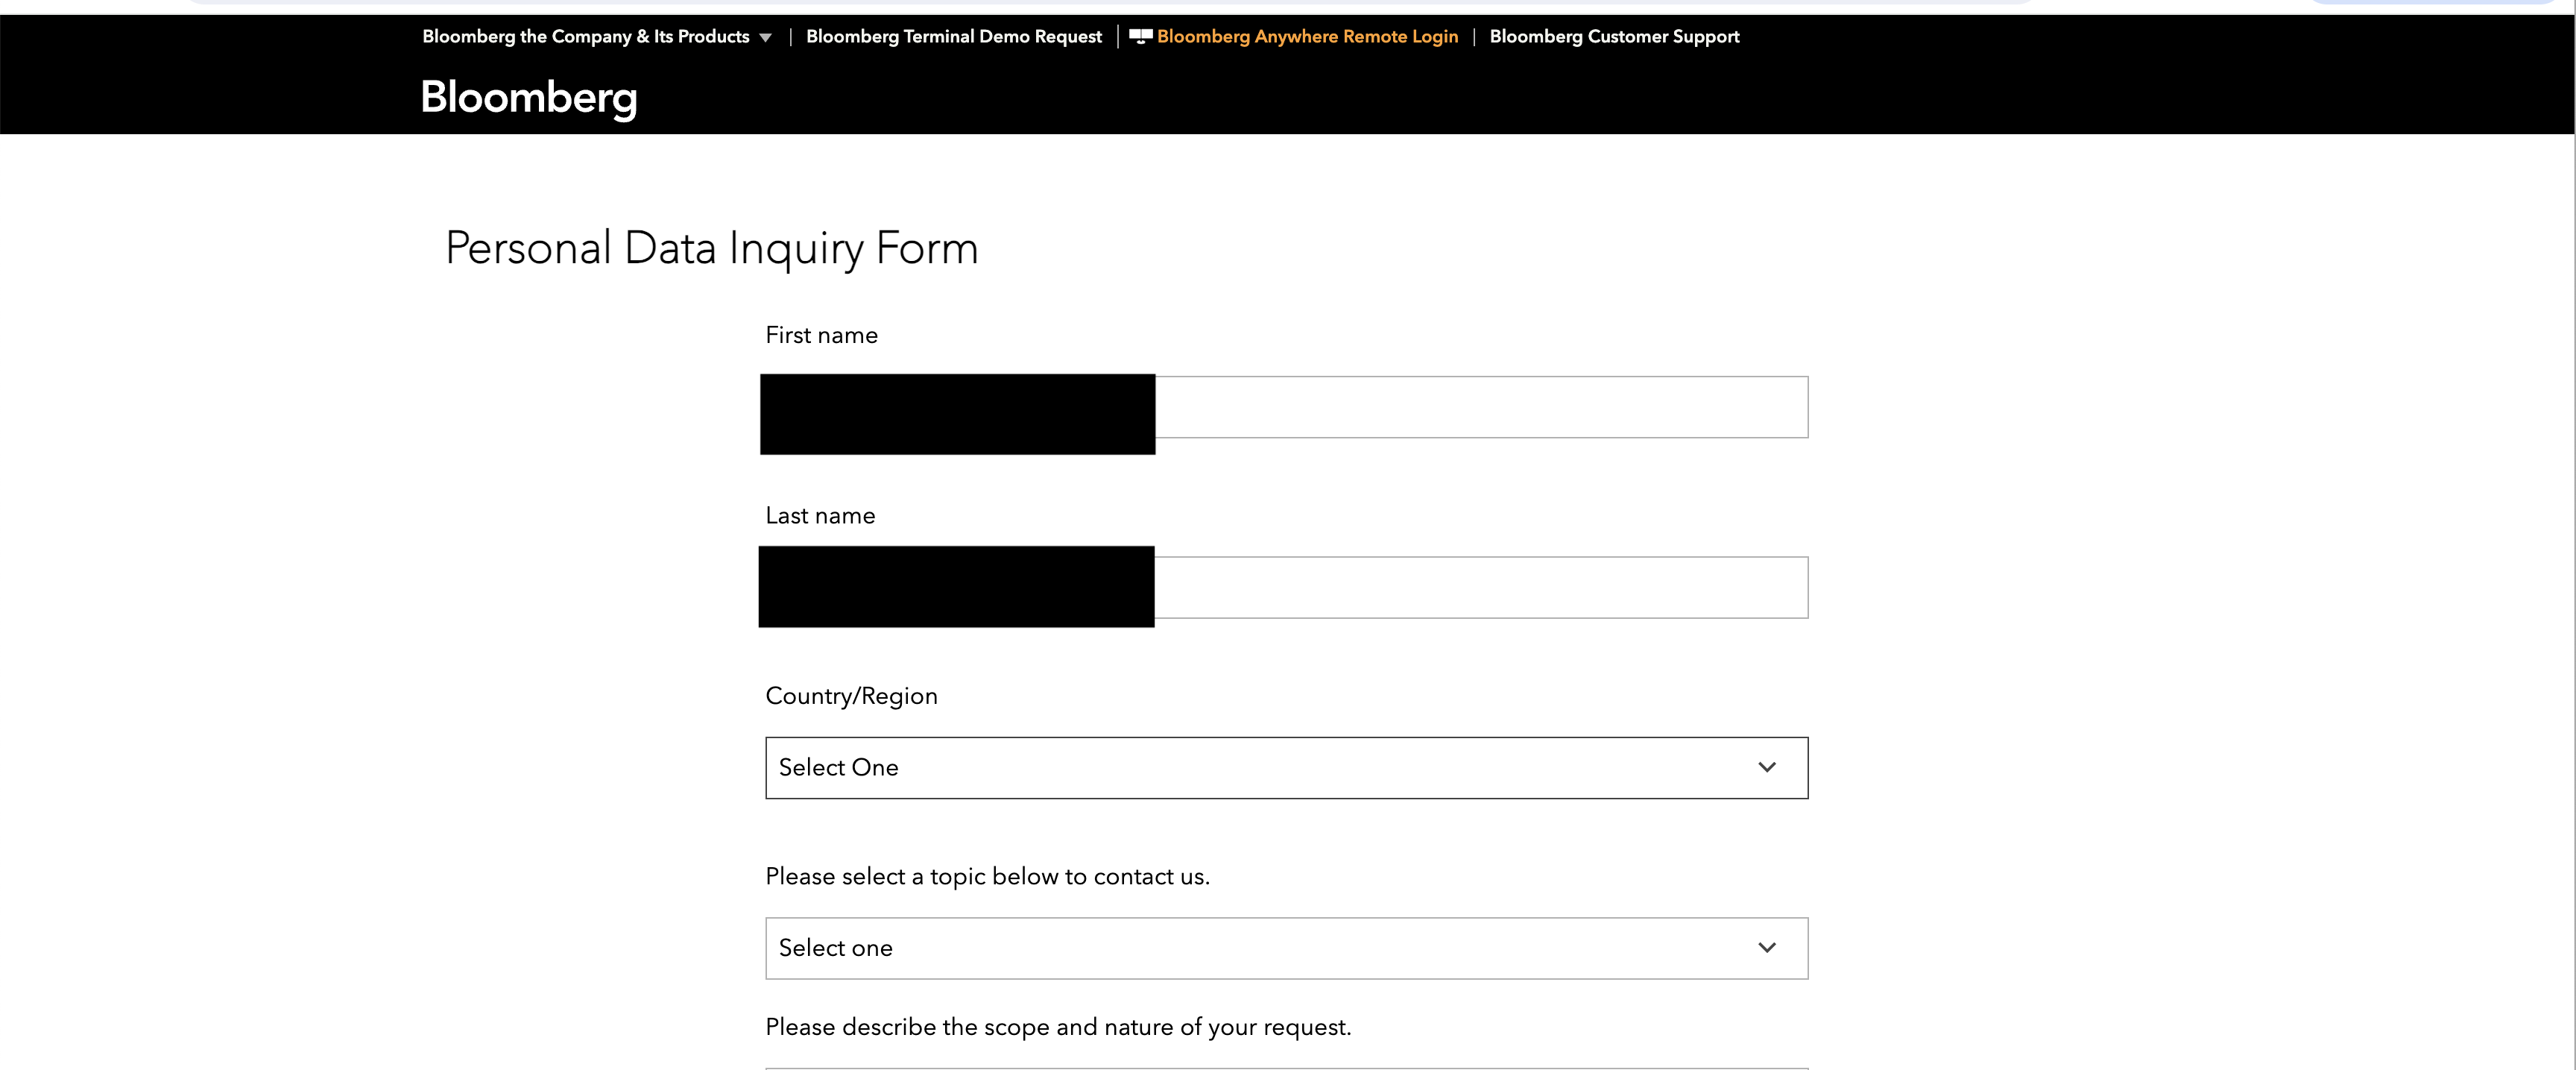 Bloomberg the Company & Its Products ▼ | Bloomberg Terminal Demo Request | Bloomberg Anywhere Remote Login | Bloomberg Customer Support
Bloomberg
Personal Data Inquiry Form
First name
Last name
Country/Region
Select One
Please select a topic below to contact us.
Select one
Please describe the scope and nature of your request.